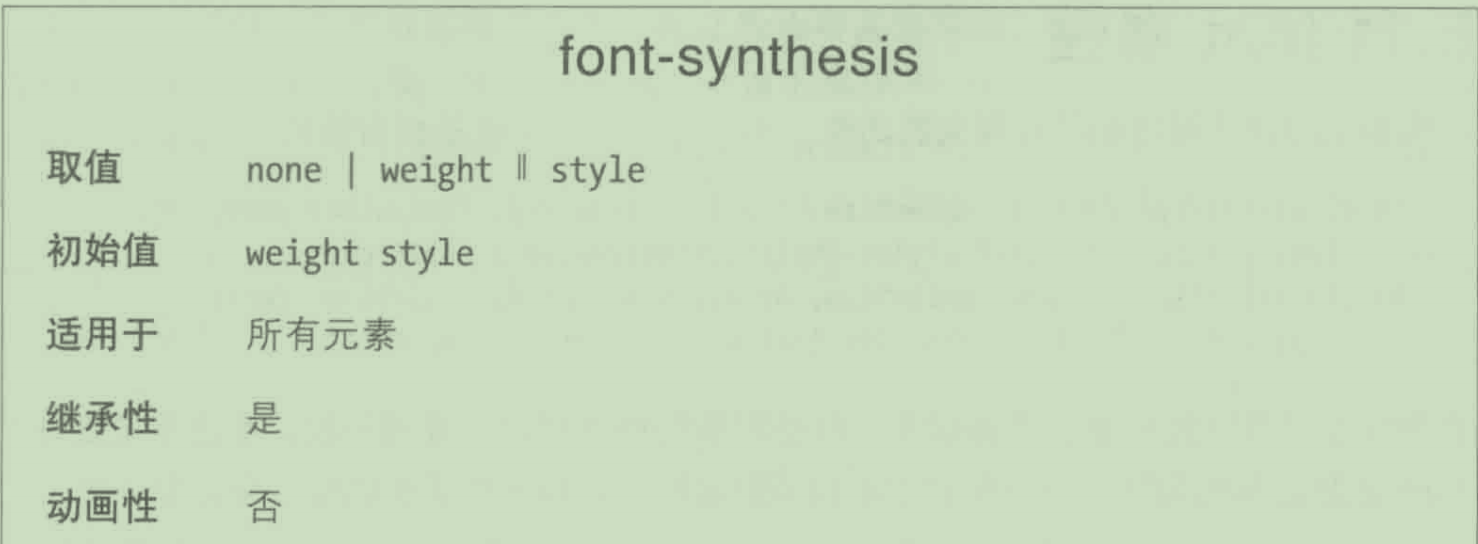 font-synthesis
取值 none | weight ‖ style
初始值 weight style
适用于 所有元素
继承性 是
动画性 否